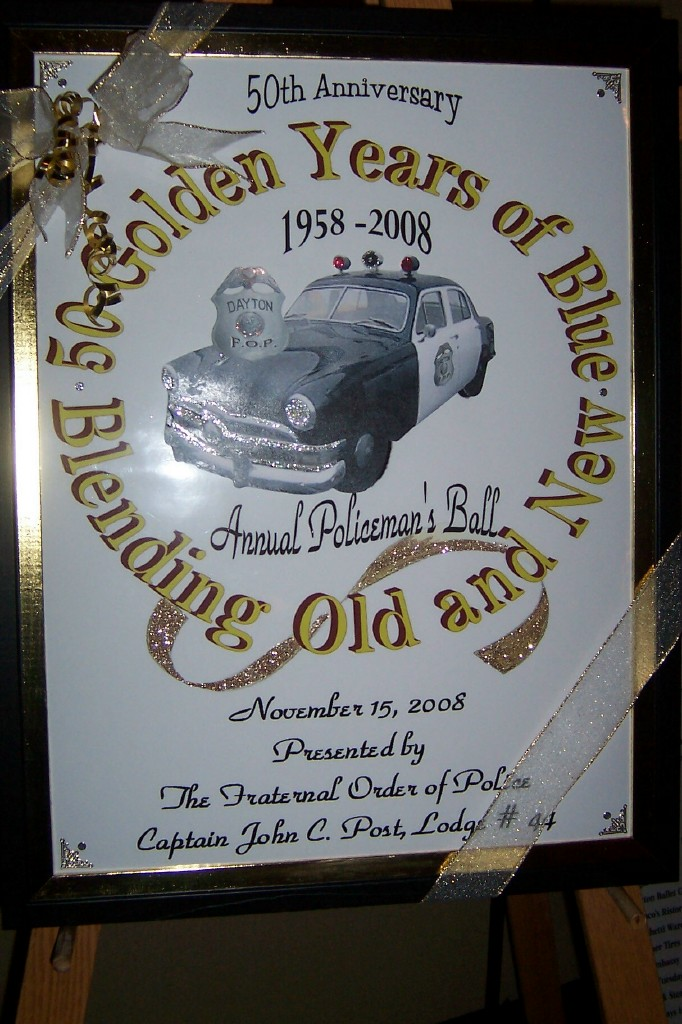 50th Anniversary
50 Golden Years of Blue
1958 - 2008
DAYTON
F.O.P.
Annual Policeman's Ball
Blending Old and New
November 15, 2008
Presented by
The Fraternal Order of Police
Captain John C. Post, Lodge # 44